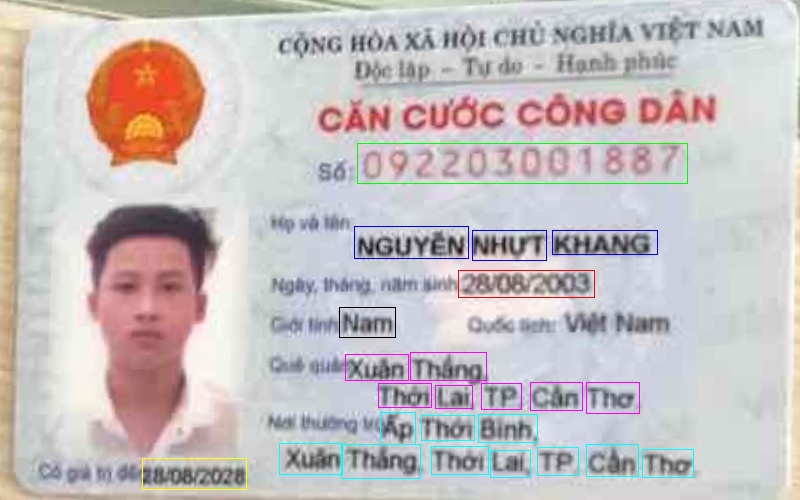 CỘNG HÒA XÃ HỘI CHỦ NGHĨA VIỆT NAM
Độc lập - Tự do - Hạnh phúc
CĂN CƯỚC CÔNG DÂN
Số: 092203001887
Họ và tên:
NGUYỄN NHỰT KHANG
Ngày, tháng, năm sinh: 28/08/2003
Giới tính: Nam Quốc tịch: Việt Nam
Quê quán: Xuân Thắng,
Thới Lai, TP. Cần Thơ
Nơi thường trú: Ấp Thới Bình,
Xuân Thắng, Thới Lai, TP. Cần Thơ
Có giá trị đến: 28/08/2028